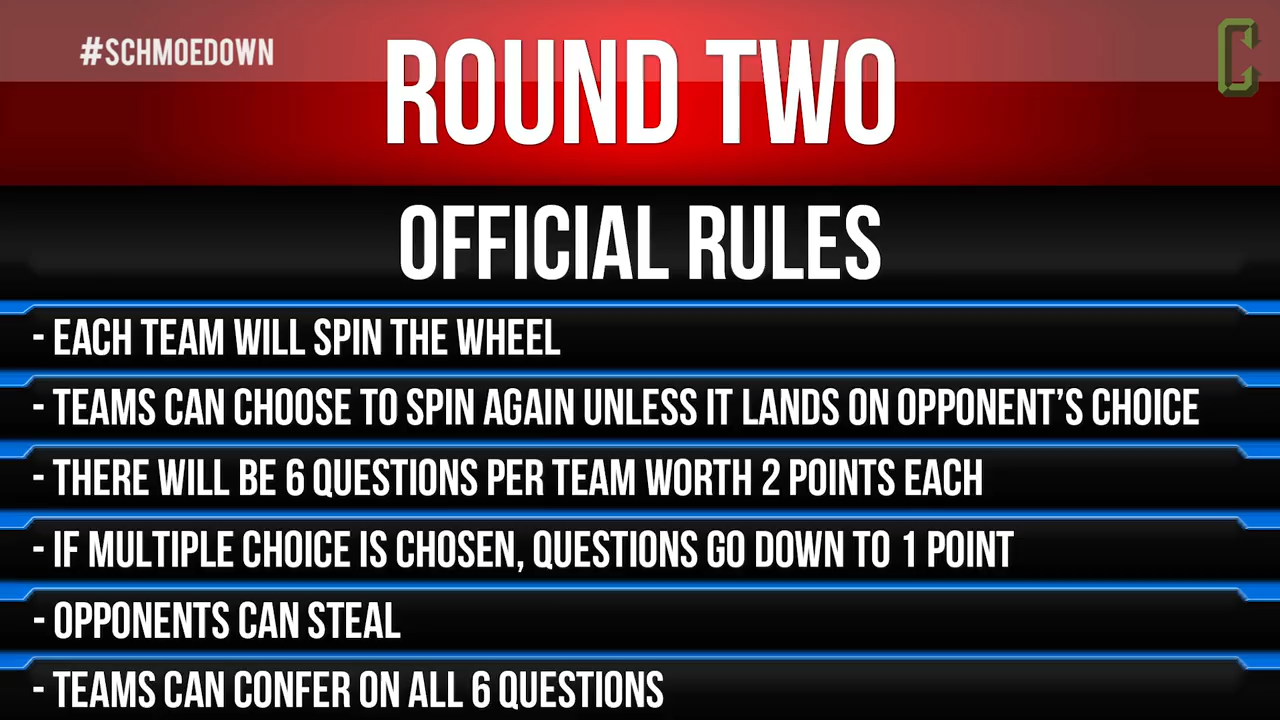 #SCHMOEDOWN
ROUND TWO
OFFICIAL RULES
- EACH TEAM WILL SPIN THE WHEEL
- TEAMS CAN CHOOSE TO SPIN AGAIN UNLESS IT LANDS ON OPPONENT’S CHOICE
- THERE WILL BE 6 QUESTIONS PER TEAM WORTH 2 POINTS EACH
- IF MULTIPLE CHOICE IS CHOSEN, QUESTIONS GO DOWN TO 1 POINT
- OPPONENTS CAN STEAL
- TEAMS CAN CONFER ON ALL 6 QUESTIONS